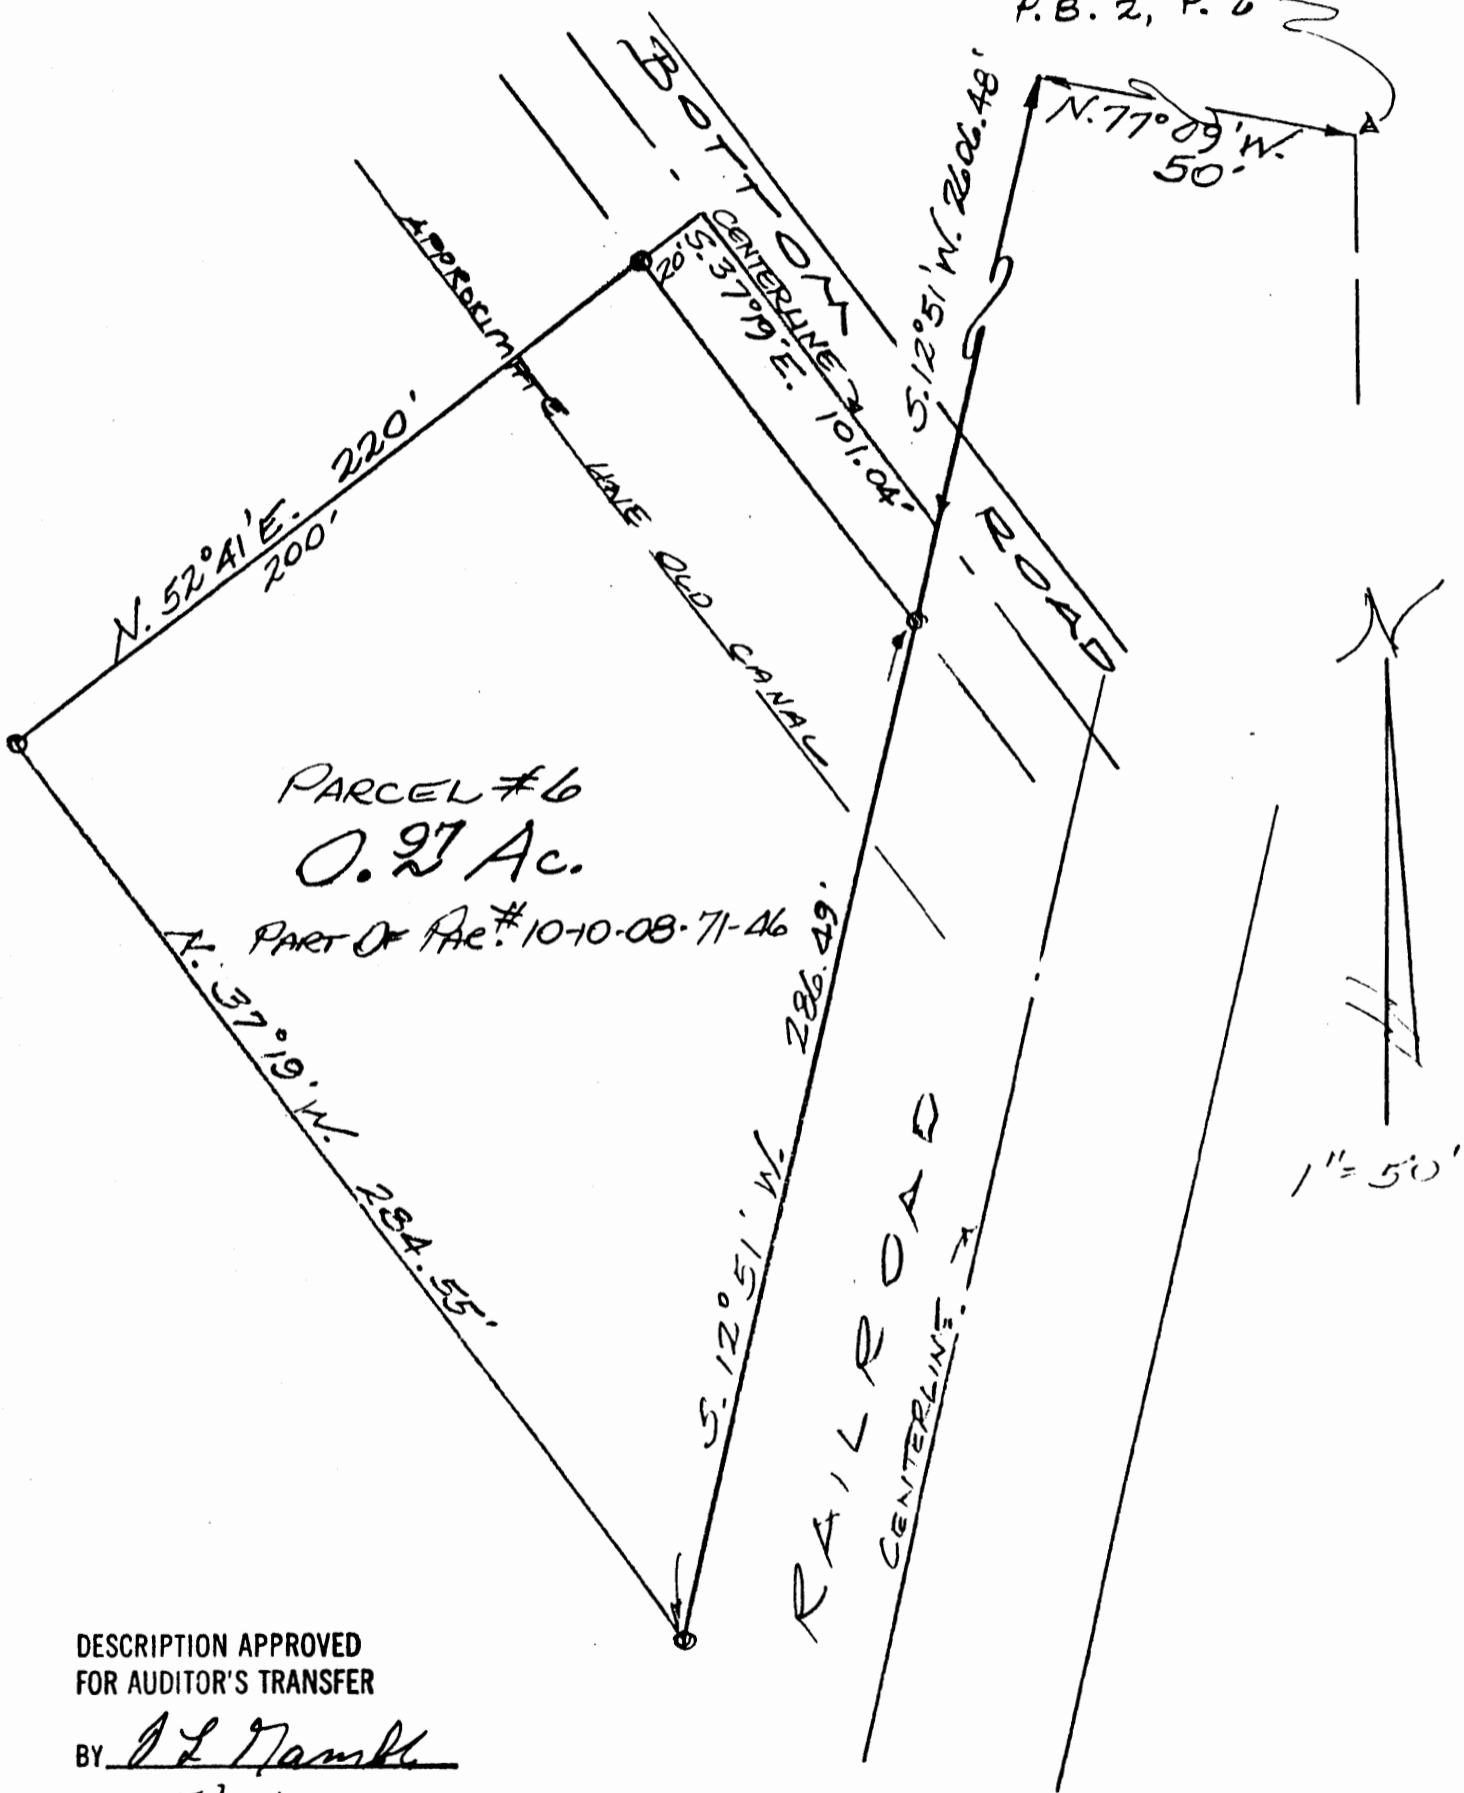 P.B. 2, P. 6
BOTTOM
ROAD
N. 77° 09' W.
50'
S. 12° 51' W. 2606.48'
CENTERLINE
20'
S. 37° 19' E. 101.04'
APPROXIMATE LINE OLD CANAL
N. 52° 41' E. 220'
200'
N
1" = 50'
PARCEL #6
0.97 Ac.
PART OF PAR. # 10-10-08-71-46
N. 37° 19' W. 284.55'
S. 12° 51' W. 286.49'
RAILROAD
CENTERLINE
DESCRIPTION APPROVED
FOR AUDITOR'S TRANSFER
BY